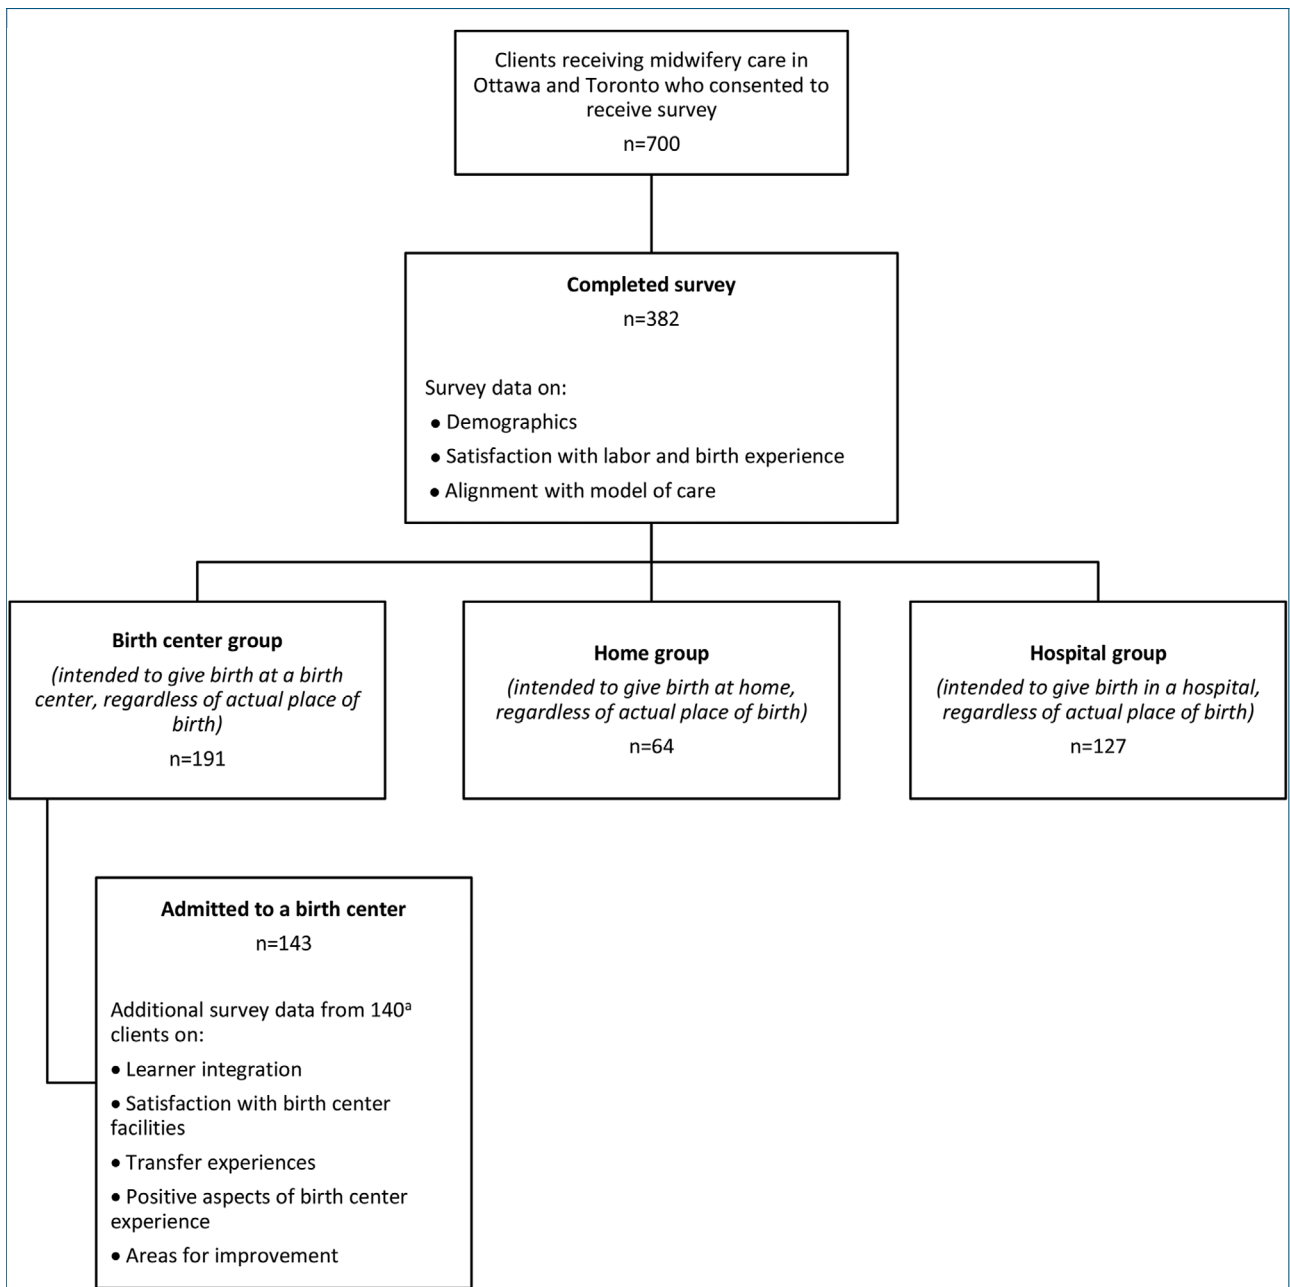 Clients receiving midwifery care in
Ottawa and Toronto who consented to
receive survey
n=700
Completed survey
n=382
Survey data on:
● Demographics
● Satisfaction with labor and birth experience
● Alignment with model of care
Birth center group
(intended to give birth at a birth
center, regardless of actual place of
birth)
n=191
Home group
(intended to give birth at home,
regardless of actual place of birth)
n=64
Hospital group
(intended to give birth in a hospital,
regardless of actual place of birth)
n=127
Admitted to a birth center
n=143
Additional survey data from 140ᵃ
clients on:
● Learner integration
● Satisfaction with birth center
facilities
● Transfer experiences
● Positive aspects of birth center
experience
● Areas for improvement